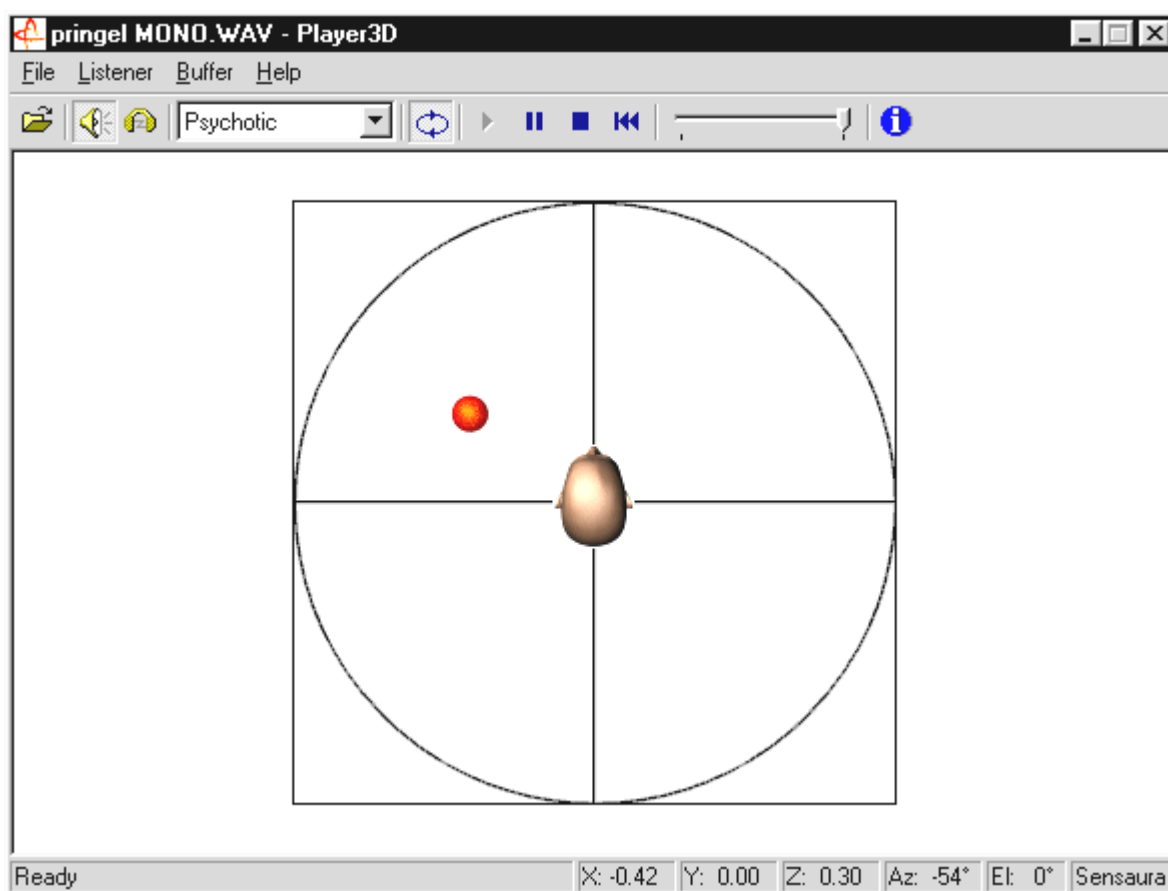 pringel MONO.WAV - Player3D
File Listener Buffer Help
Psychotic
Ready X: -0.42 Y: 0.00 Z: 0.30 Az: -54° El: 0° Sensaura